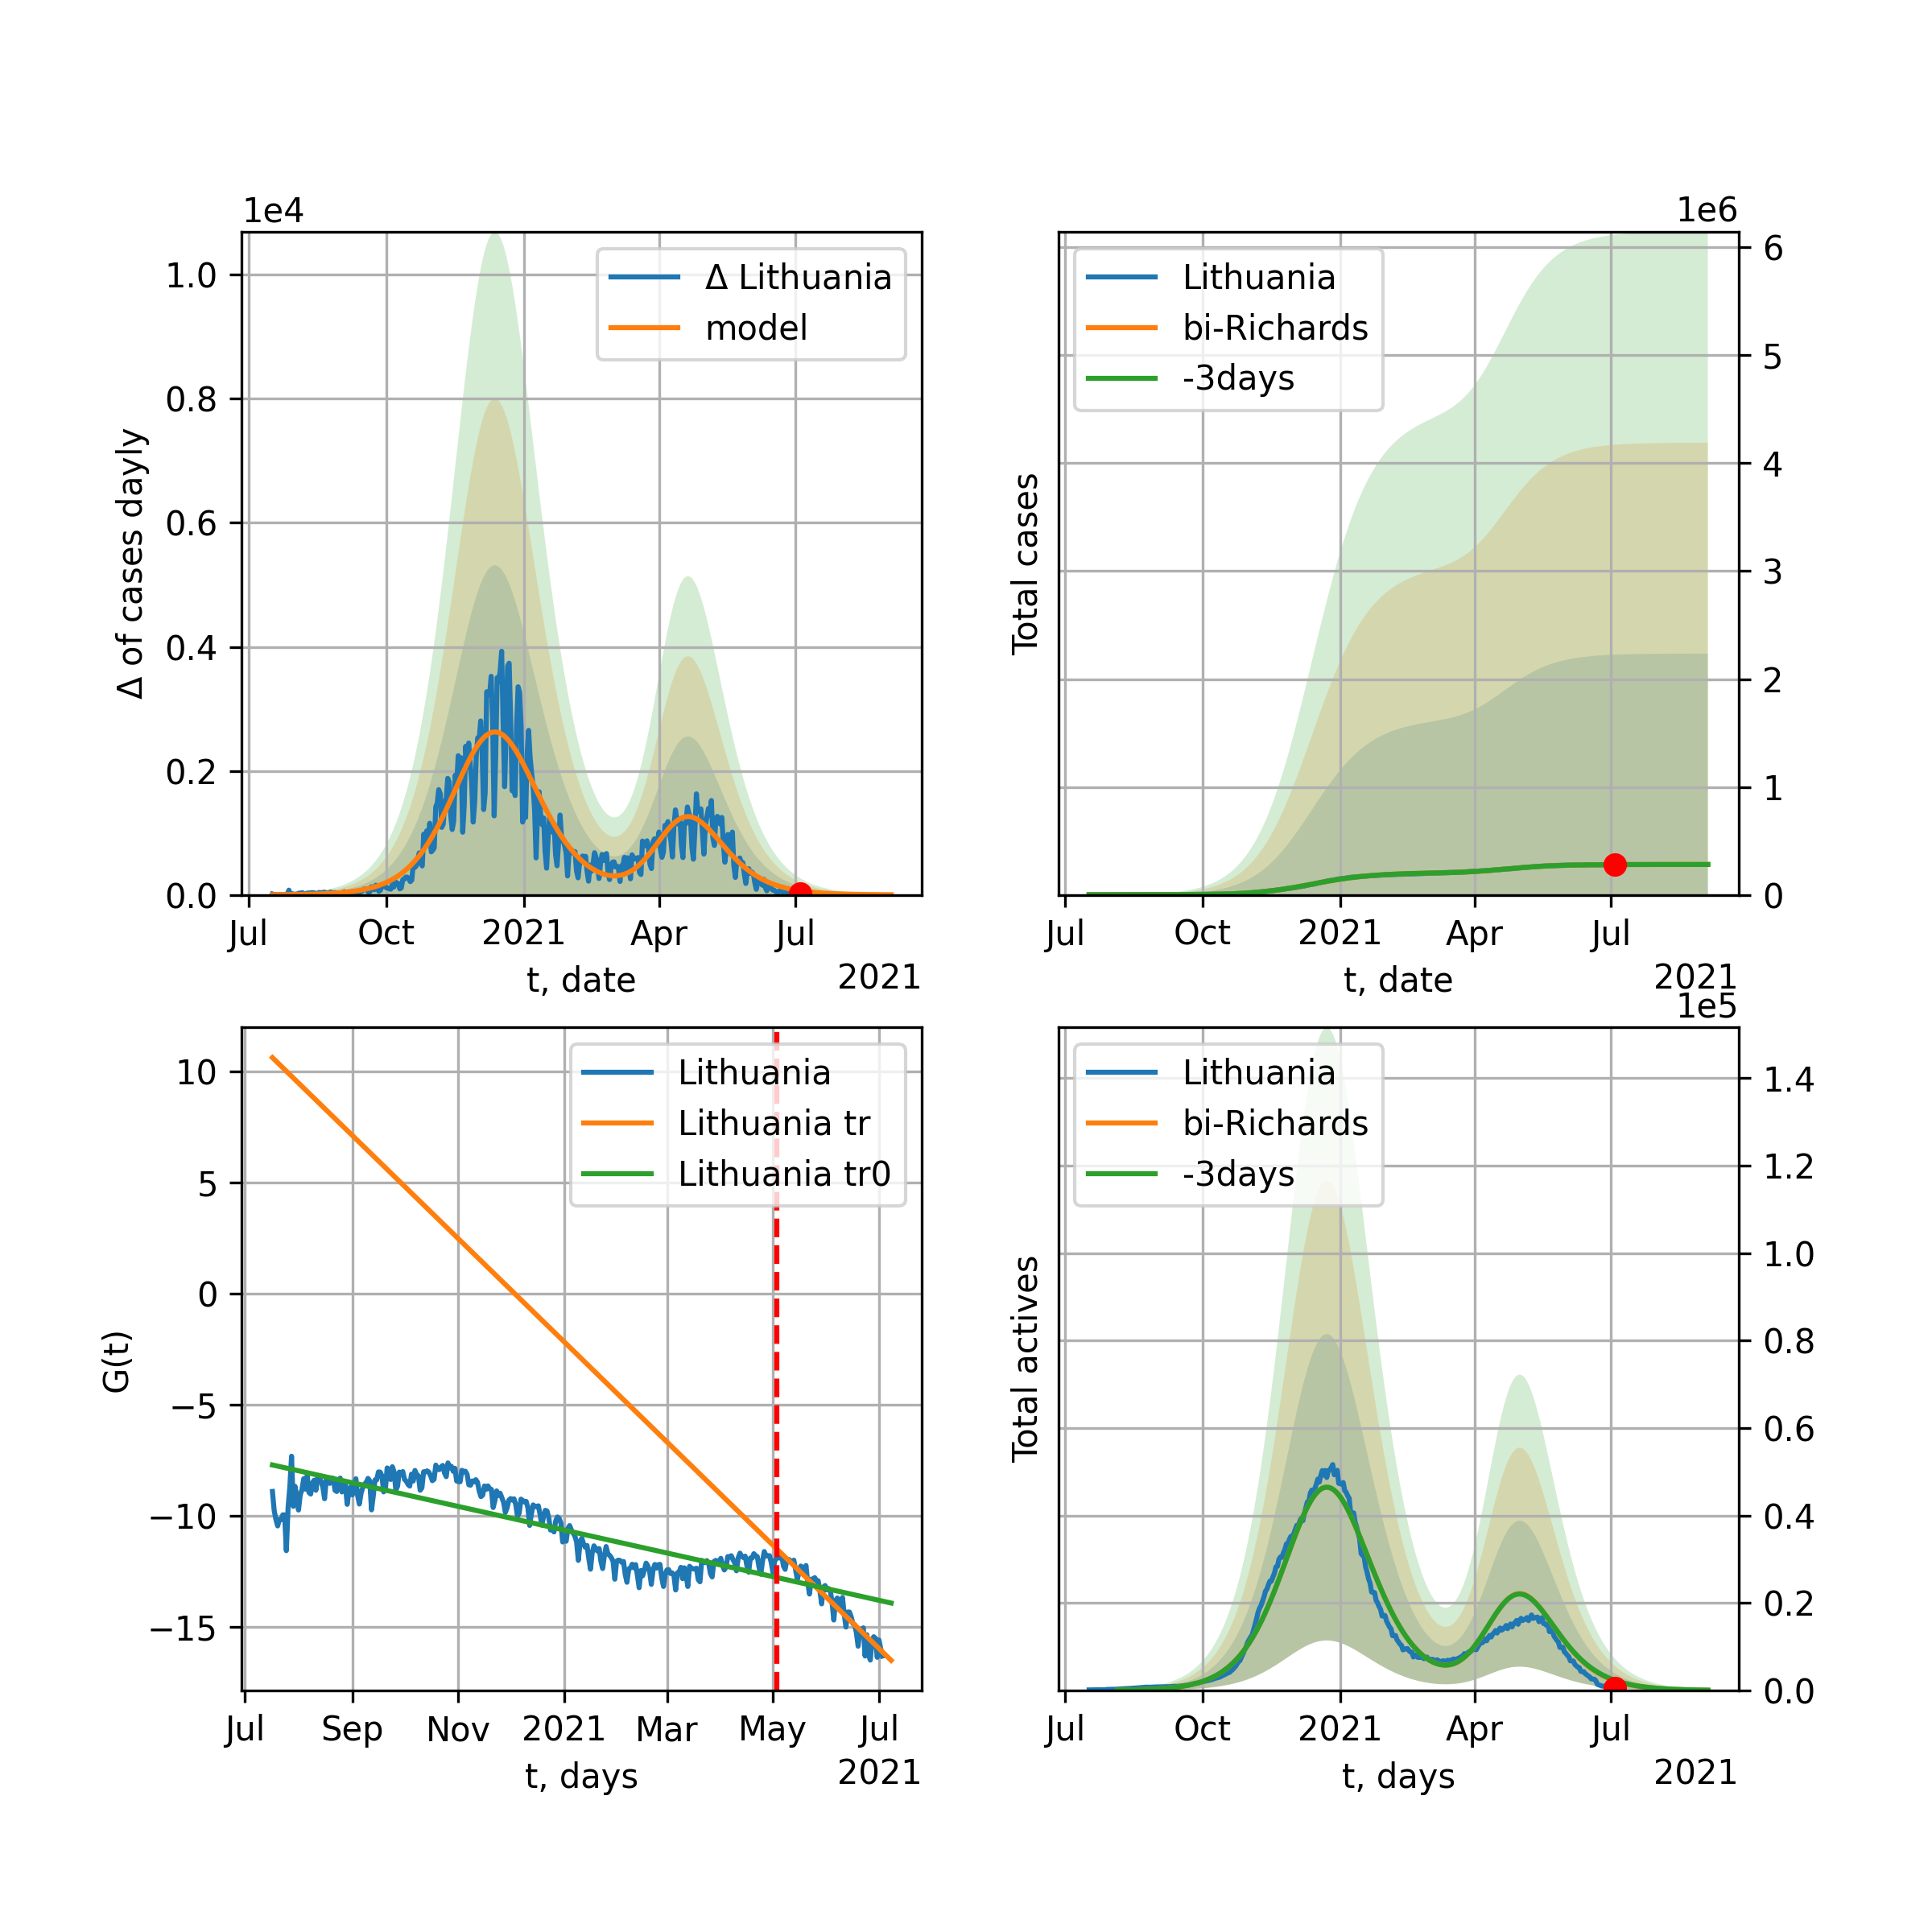 1e4
Δ of cases dayly
1.0
0.8
0.6
0.4
0.2
0.0
Δ Lithuania
model
Jul Oct 2021 Apr Jul
t, date
2021
1e6
Total cases
Lithuania
bi-Richards
-3days
6
5
4
3
2
1
0
Jul Oct 2021 Apr Jul
t, date
2021
G(t)
10
5
0
−5
−10
−15
Lithuania
Lithuania tr
Lithuania tr0
Jul Sep Nov 2021 Mar May Jul
t, days
2021
1e5
Total actives
Lithuania
bi-Richards
-3days
1.4
1.2
1.0
0.8
0.6
0.4
0.2
0.0
Jul Oct 2021 Apr Jul
t, days
2021